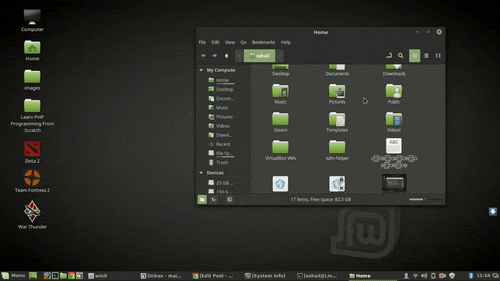 Computer
Home
images
Learn PHP
Programming From
Scratch
Dota 2
Team Fortress 2
War Thunder
Home
File Edit View Go Bookmarks Help
sohail
My Computer
Home
Desktop
Docum...
Music
Pictures
Videos
Downl...
Recent
File Sy...
Trash
Devices
25 GB ...
Desktop Documents Downloads
Music Pictures Public
Steam Templates Videos
VirtualBox VMs xdm-helper
ABC
17 items, Free space: 82.3 GB
Menu
win0
[Inbox - mai...
[Edit Post - ...
[System Info]
[sohail@Lin...
Home
11:54